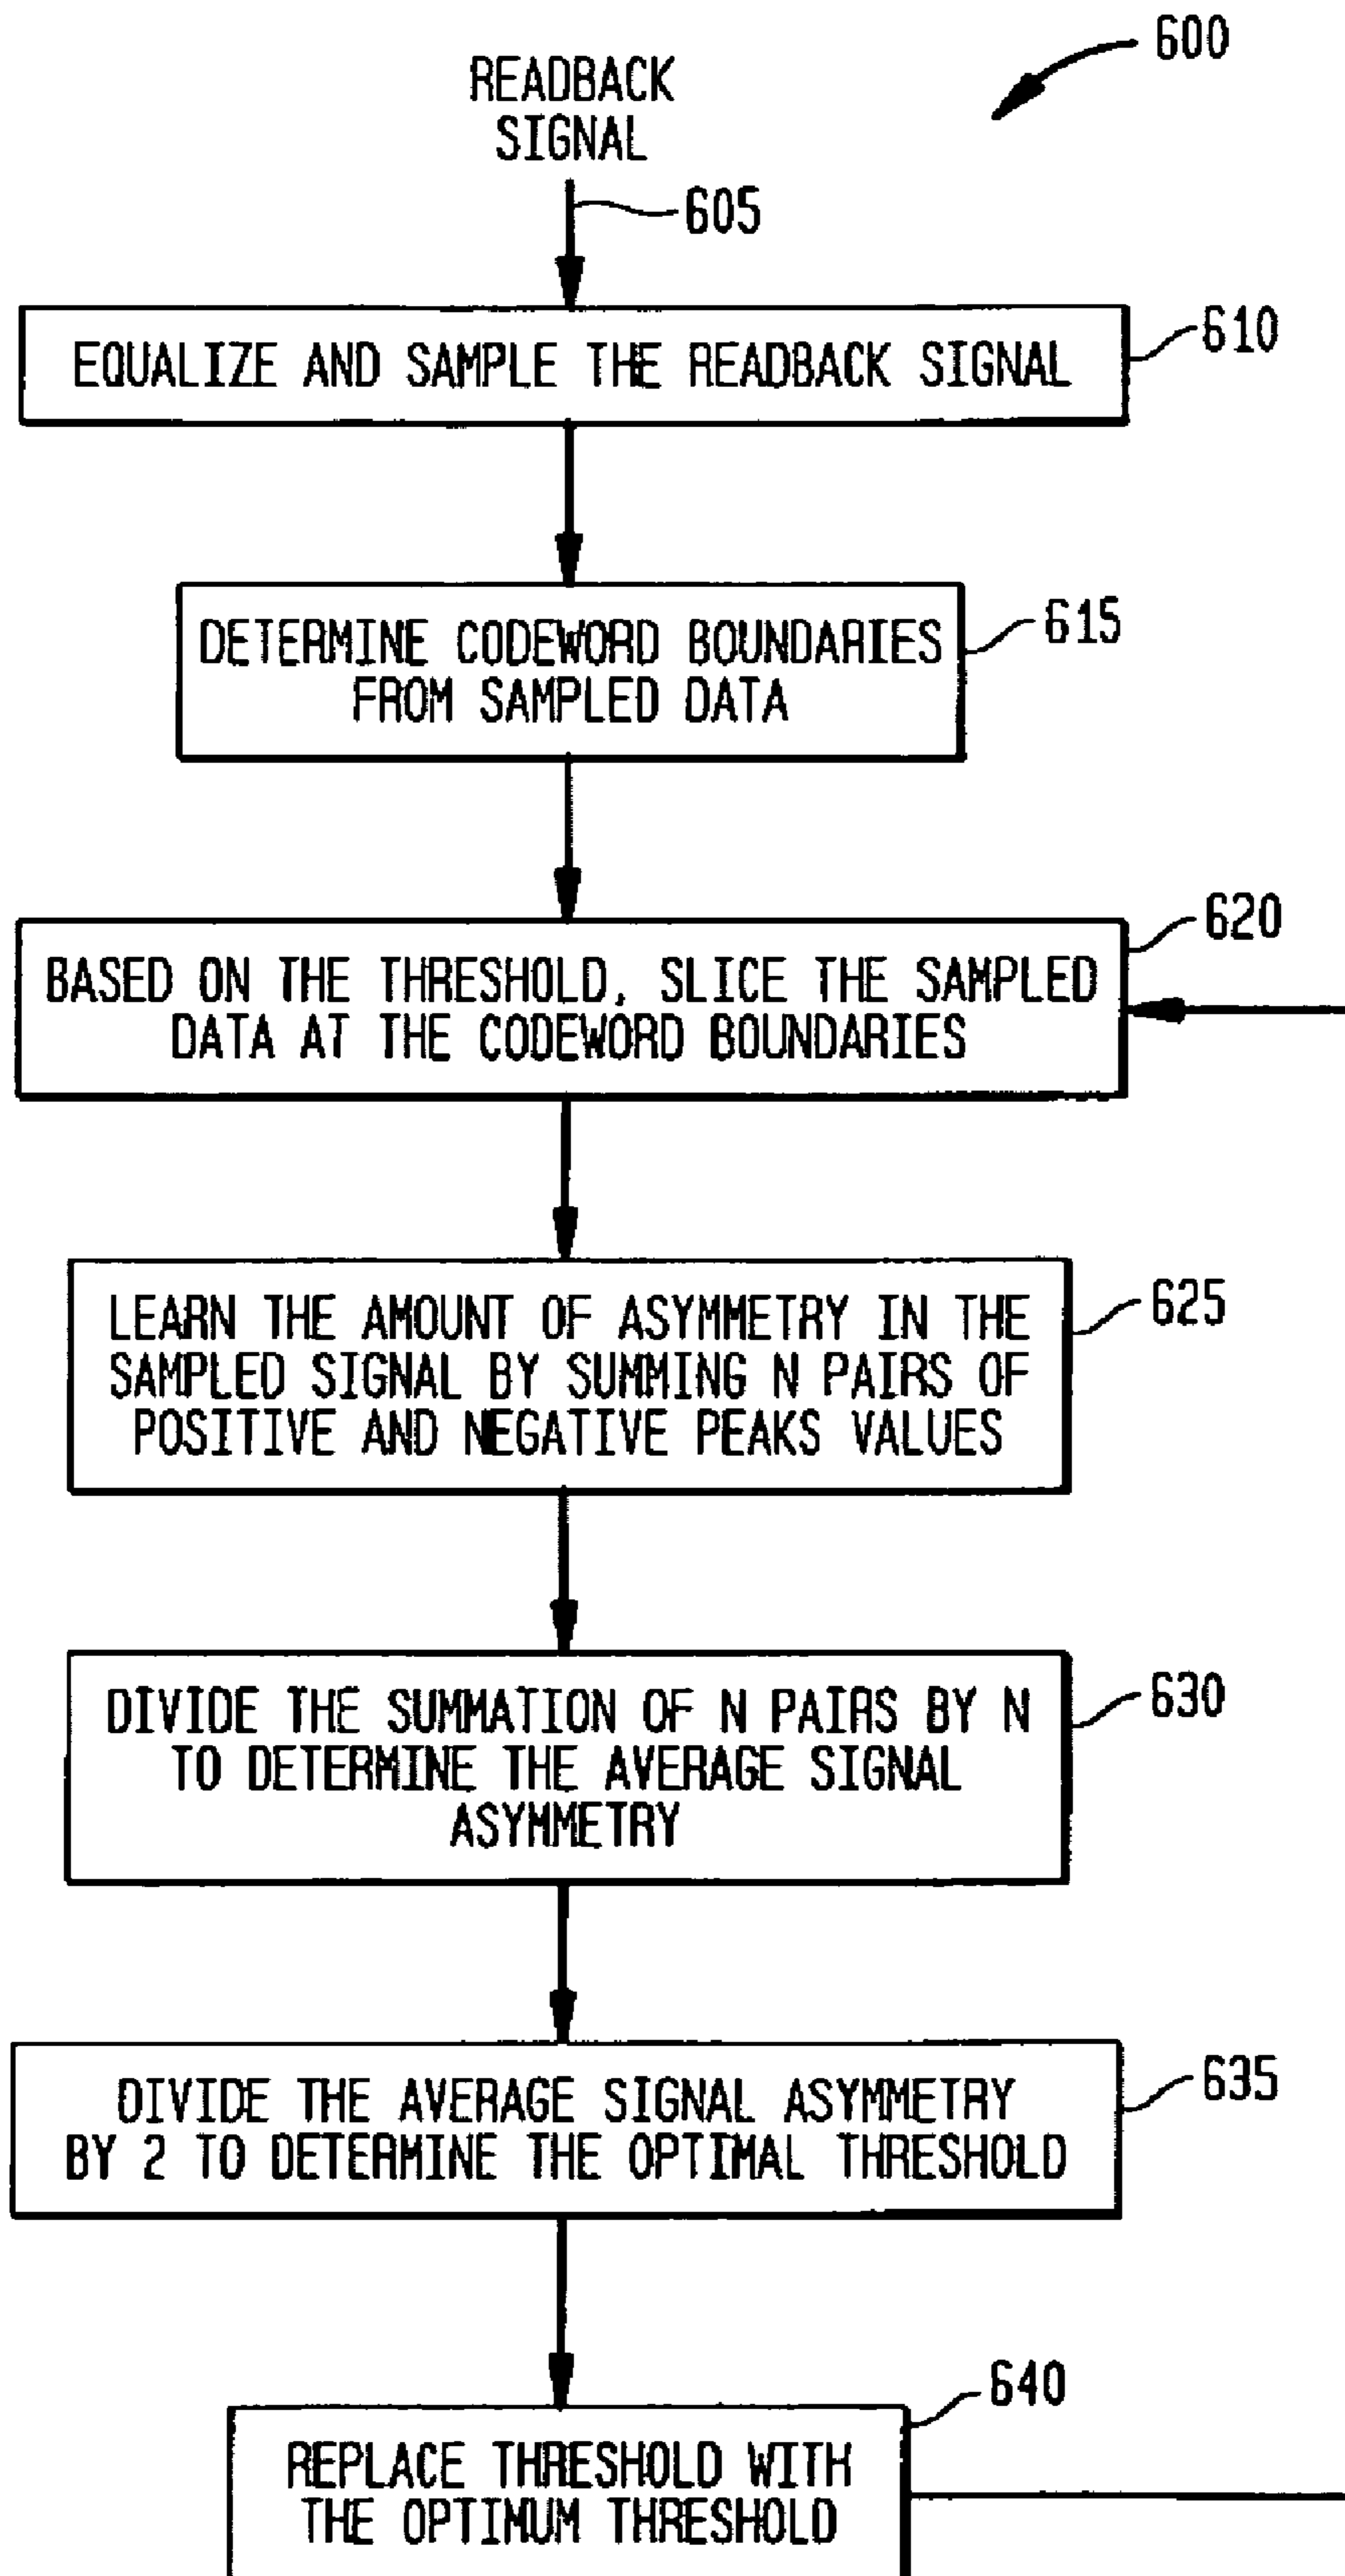 600
READBACK
SIGNAL
605
EQUALIZE AND SAMPLE THE READBACK SIGNAL
610
DETERMINE CODEWORD BOUNDARIES
FROM SAMPLED DATA
615
BASED ON THE THRESHOLD, SLICE THE SAMPLED
DATA AT THE CODEWORD BOUNDARIES
620
LEARN THE AMOUNT OF ASYMMETRY IN THE
SAMPLED SIGNAL BY SUMMING N PAIRS OF
POSITIVE AND NEGATIVE PEAKS VALUES
625
DIVIDE THE SUMMATION OF N PAIRS BY N
TO DETERMINE THE AVERAGE SIGNAL
ASYMMETRY
630
DIVIDE THE AVERAGE SIGNAL ASYMMETRY
BY 2 TO DETERMINE THE OPTIMAL THRESHOLD
635
REPLACE THRESHOLD WITH
THE OPTIMUM THRESHOLD
640